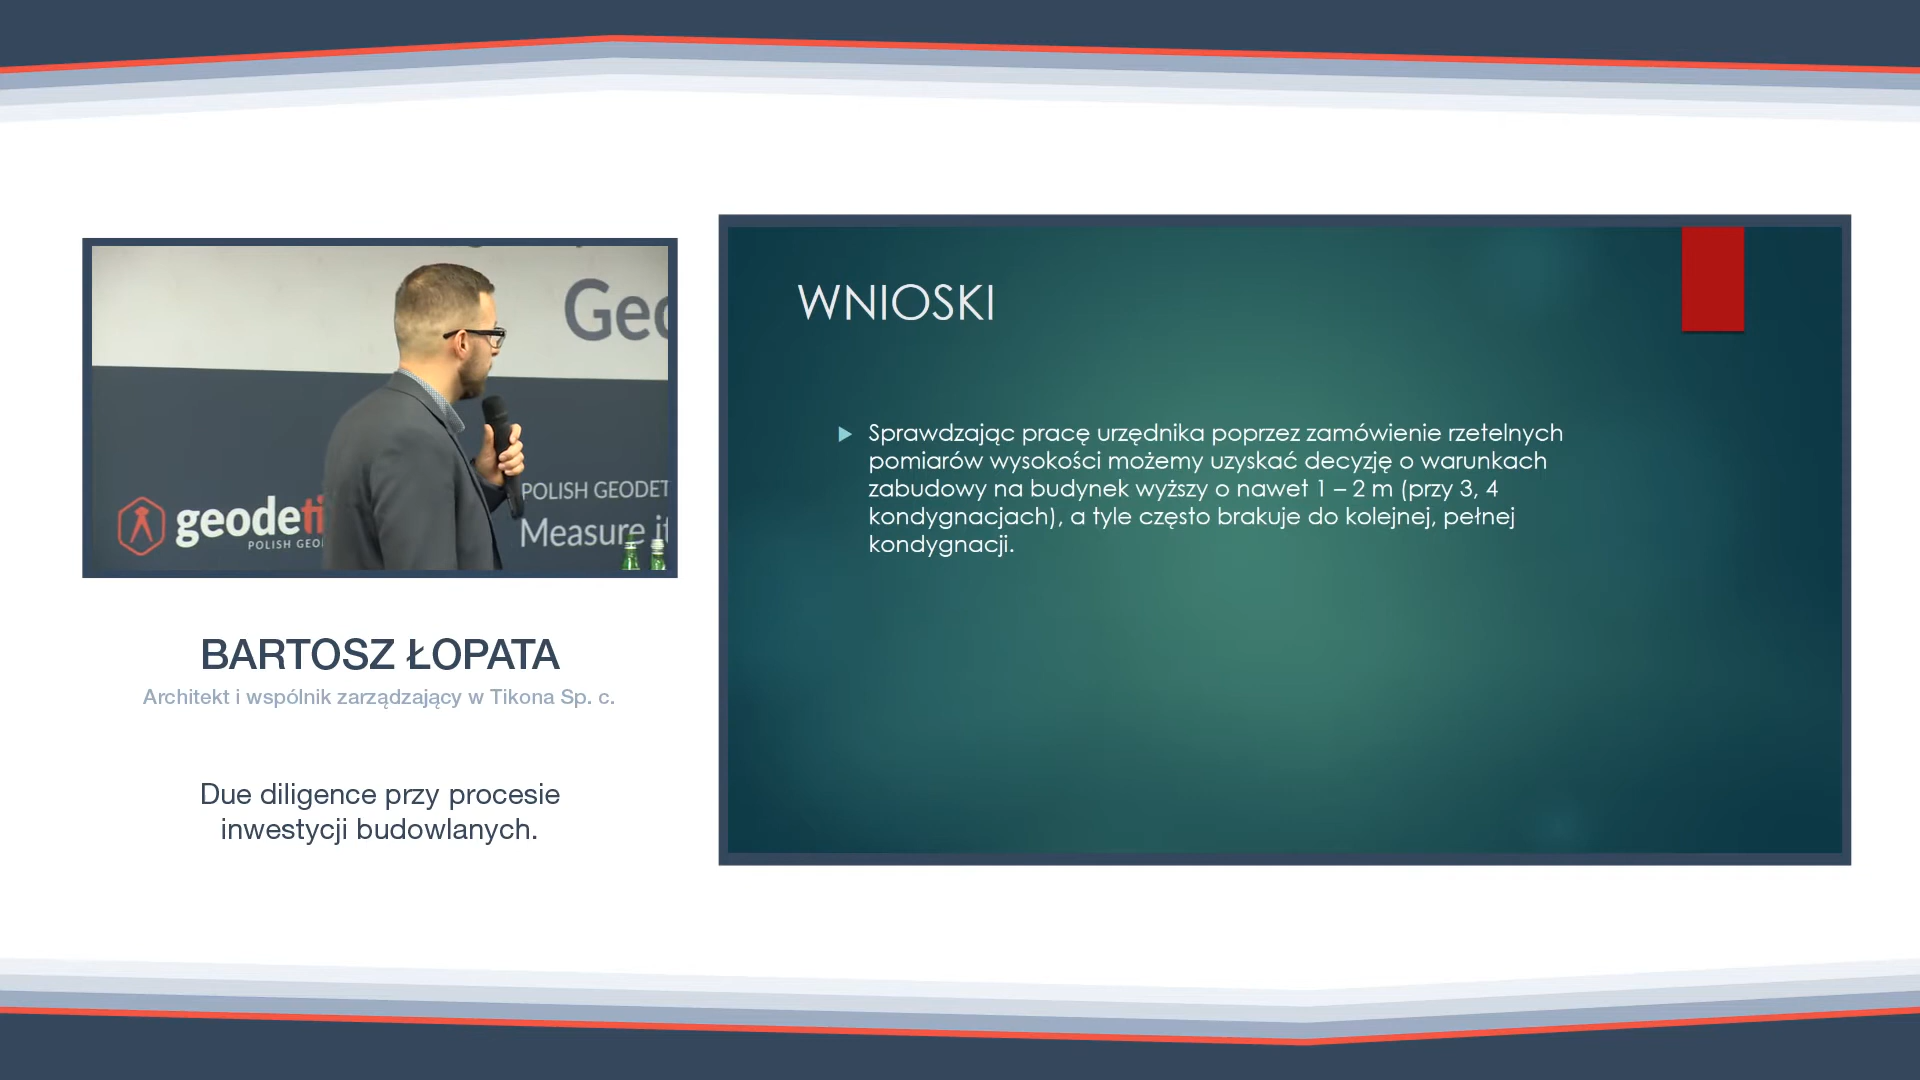 Geo
geodeti
POLISH GEO
POLISH GEODET
Measure it
BARTOSZ ŁOPATA
Architekt i wspólnik zarządzający w Tikona Sp. c.
Due diligence przy procesie
inwestycji budowlanych.
WNIOSKI
Sprawdzając pracę urzędnika poprzez zamówienie rzetelnych
pomiarów wysokości możemy uzyskać decyzję o warunkach
zabudowy na budynek wyższy o nawet 1 – 2 m (przy 3, 4
kondygnacjach), a tyle często brakuje do kolejnej, pełnej
kondygnacji.